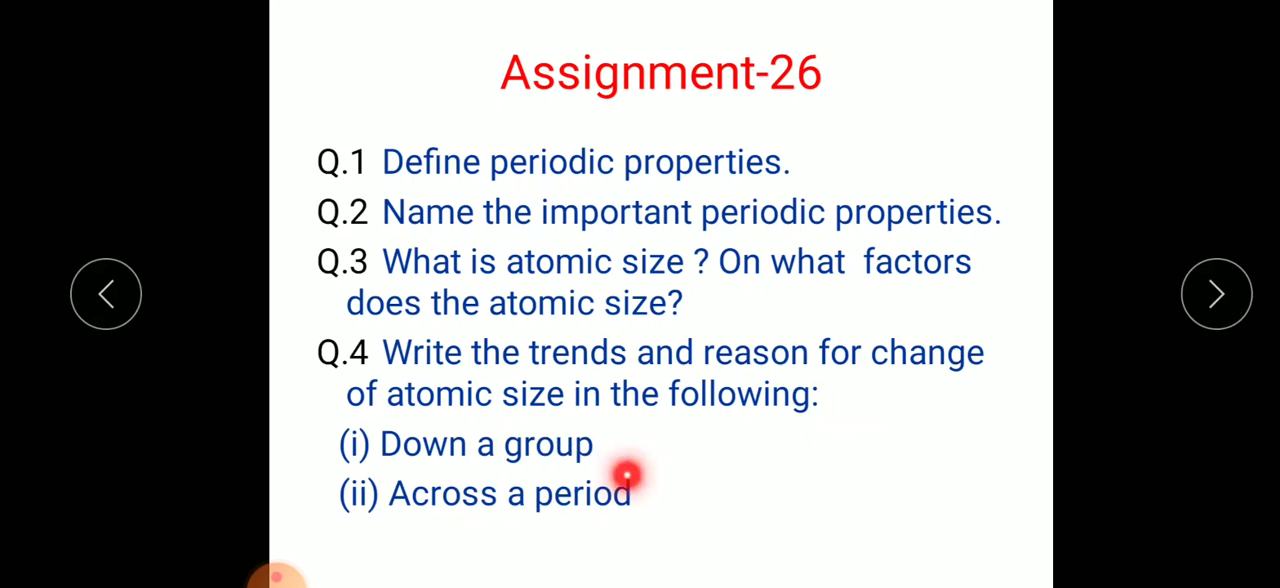 Assignment-26
Q.1 Define periodic properties.
Q.2 Name the important periodic properties.
Q.3 What is atomic size ? On what factors
does the atomic size?
Q.4 Write the trends and reason for change
of atomic size in the following:
(i) Down a group
(ii) Across a period